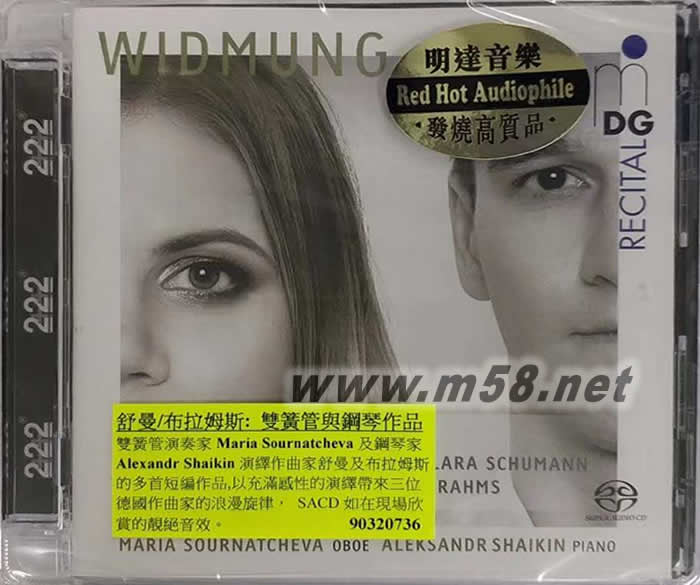 WIDMUNG
明達音樂
Red Hot Audiophile
發燒高質品
DG
RECITAL
222
222
222
www.m58.net
LARA SCHUMANN
RAHMS
舒曼/布拉姆斯: 雙簧管與鋼琴作品
雙簧管演奏家 Maria Sournatcheva 及鋼琴家
Alexandr Shaikin 演繹作曲家舒曼及布拉姆斯
的多首短編作品,以充滿感性的演繹帶來三位
德國作曲家的浪漫旋律， SACD 如在現場欣
賞的靚絕音效。 90320736
SUPER AUDIO CD
MARIA SOURNATCHEVA OBOE ALEKSANDR SHAIKIN PIANO